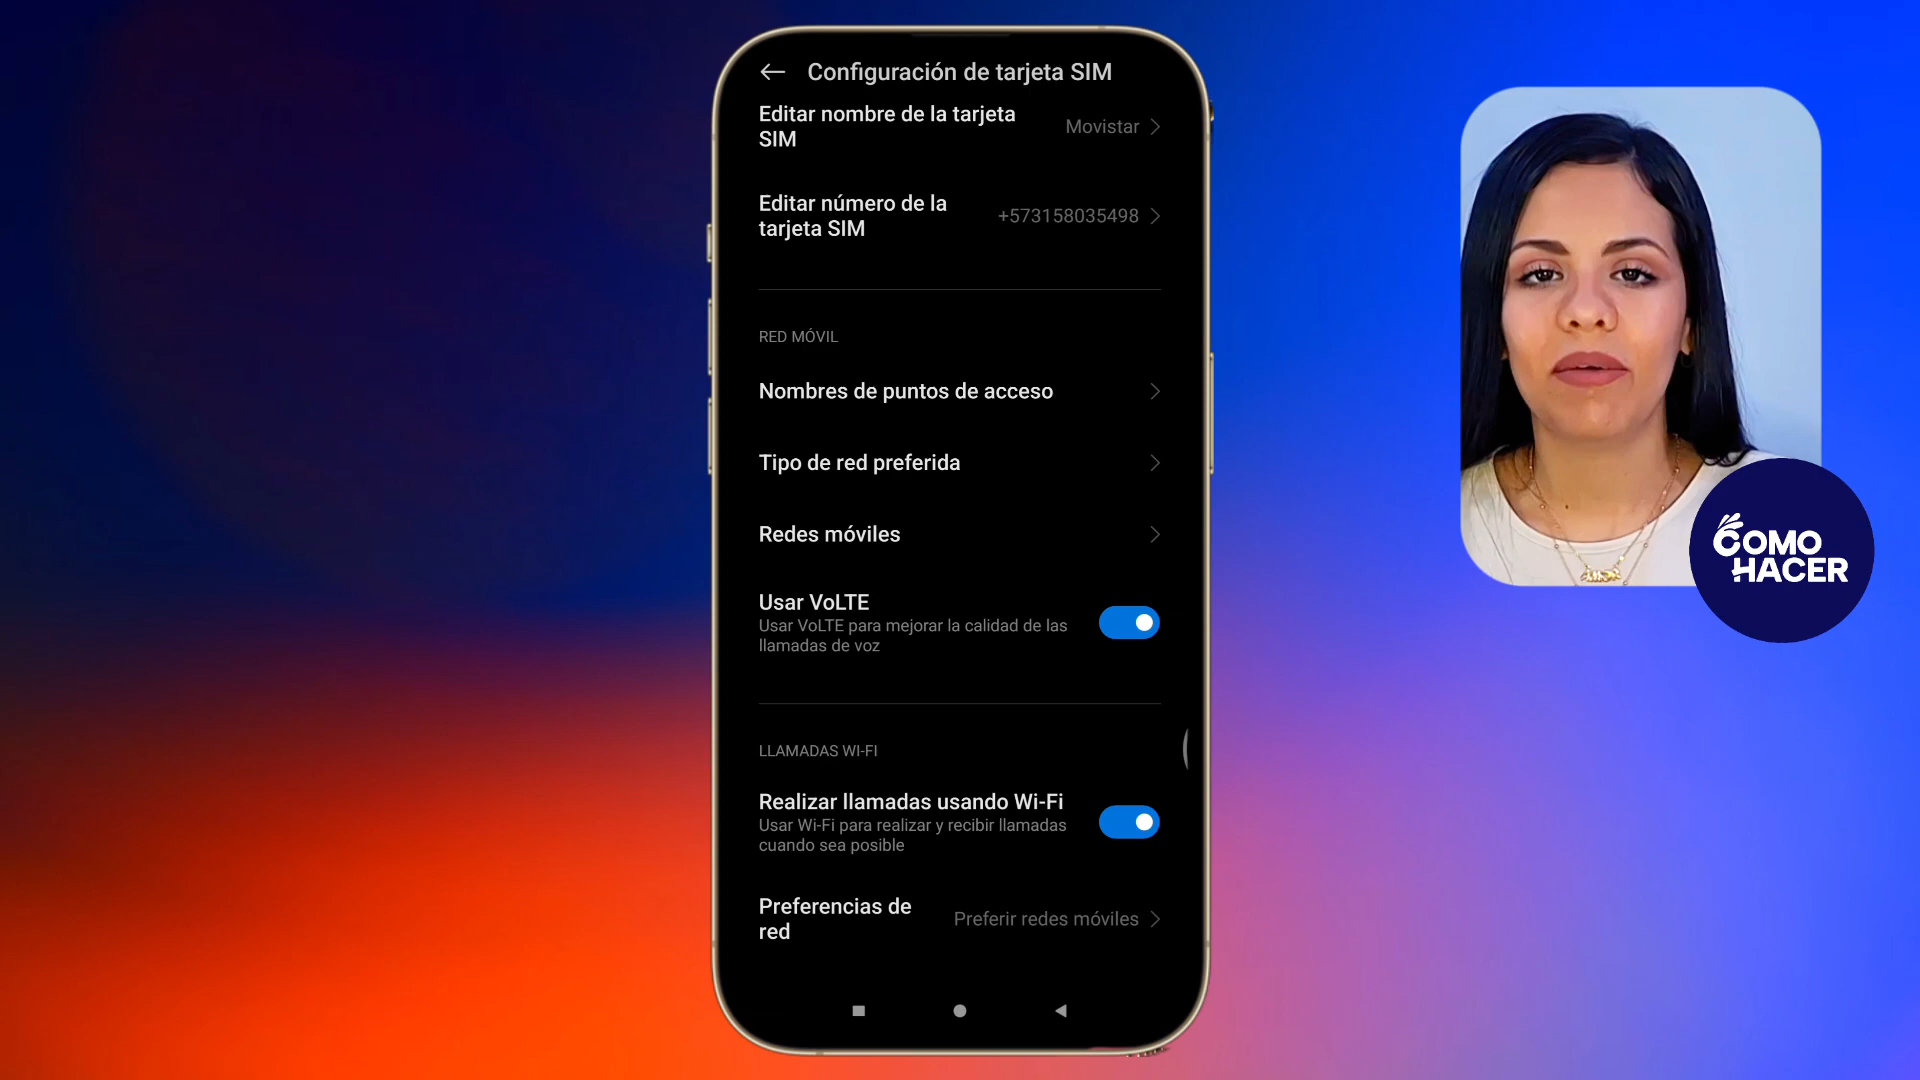 Configuración de tarjeta SIM
Editar nombre de la tarjeta
SIM
Movistar
Editar número de la
tarjeta SIM
+573158035498
RED MÓVIL
Nombres de puntos de acceso
Tipo de red preferida
Redes móviles
Usar VoLTE
Usar VoLTE para mejorar la calidad de las
llamadas de voz
LLAMADAS WI-FI
Realizar llamadas usando Wi-Fi
Usar Wi-Fi para realizar y recibir llamadas
cuando sea posible
Preferencias de
red
Preferir redes móviles
COMO
HACER